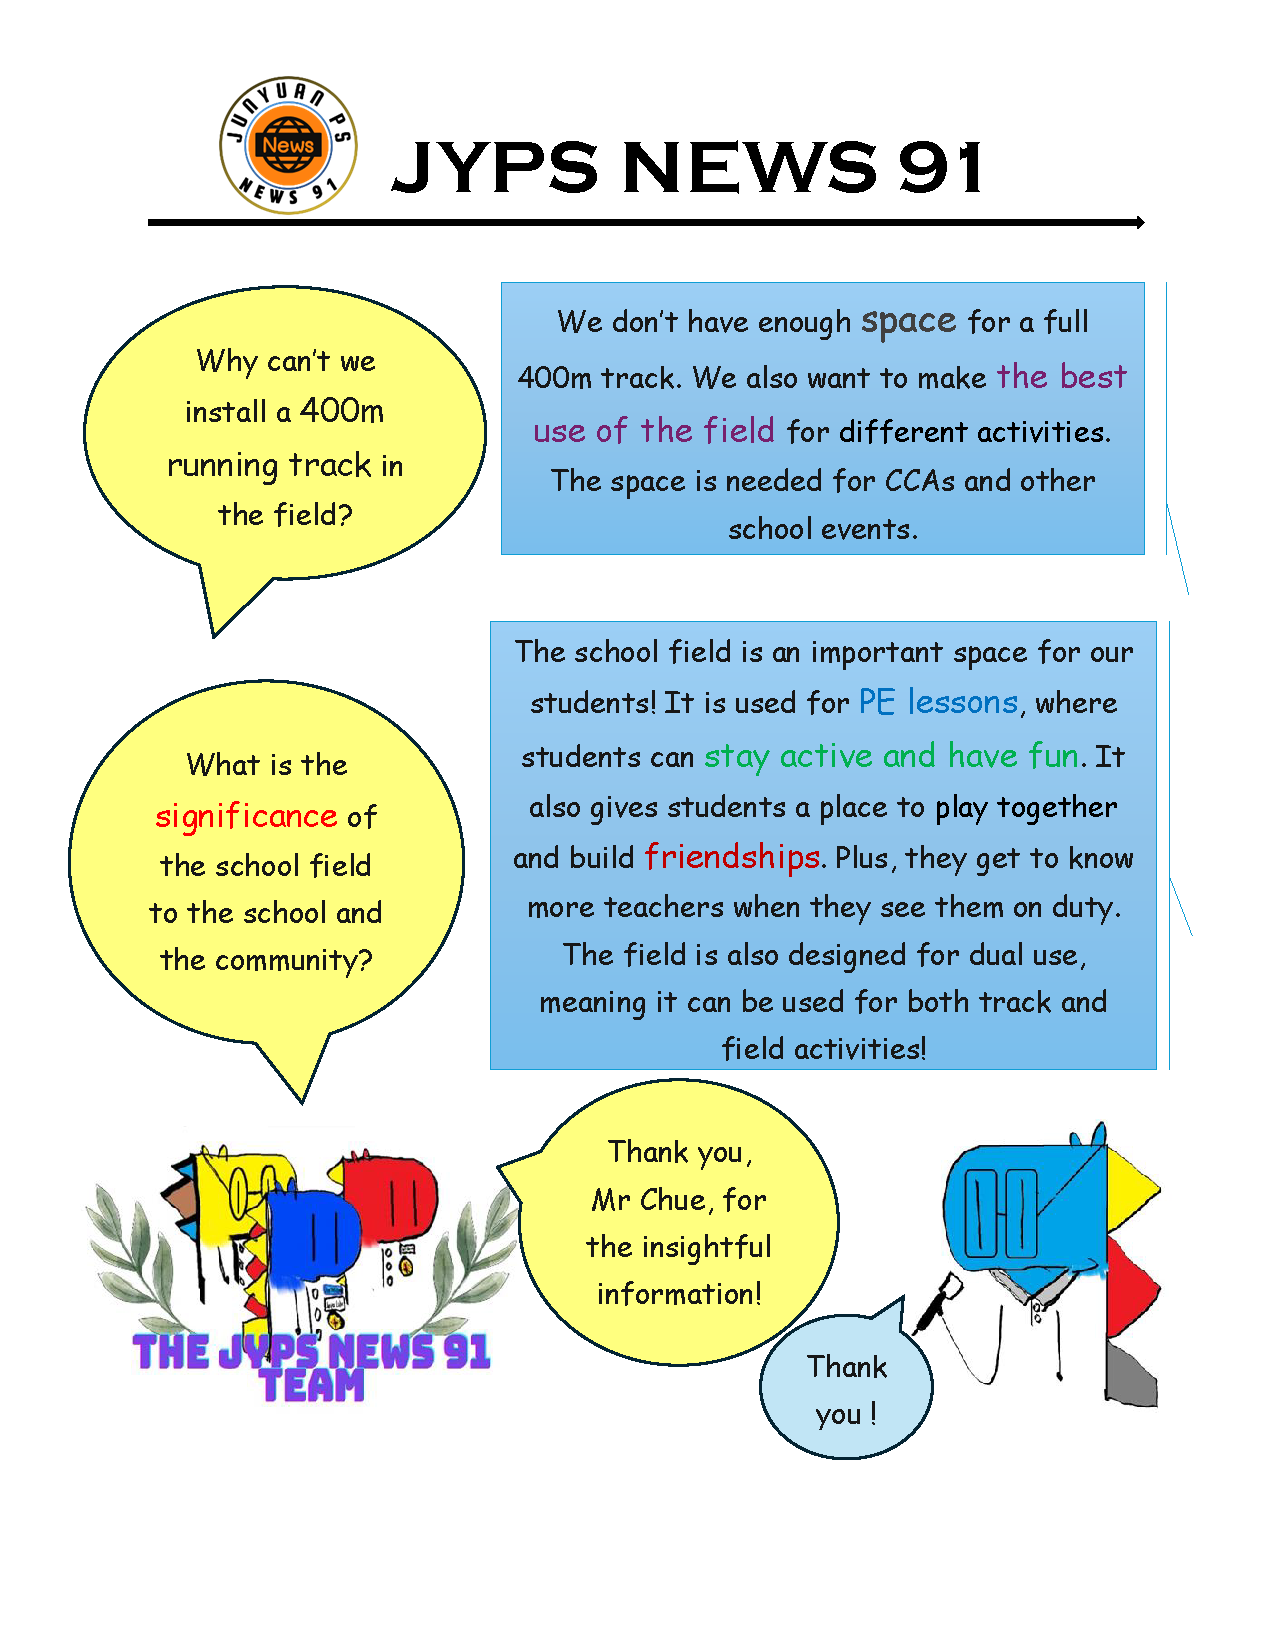 JUNYUAN PS
News
NEWS 91
JYPS NEWS 91
Why can’t we
install a 400m
running track in
the field?
We don’t have enough space for a full
400m track. We also want to make the best
use of the field for different activities.
The space is needed for CCAs and other
school events.
What is the
significance of
the school field
to the school and
the community?
The school field is an important space for our
students! It is used for PE lessons, where
students can stay active and have fun. It
also gives students a place to play together
and build friendships. Plus, they get to know
more teachers when they see them on duty.
The field is also designed for dual use,
meaning it can be used for both track and
field activities!
Thank you,
Mr Chue, for
the insightful
information!
Thank
you !
THE JYPS NEWS 91
TEAM